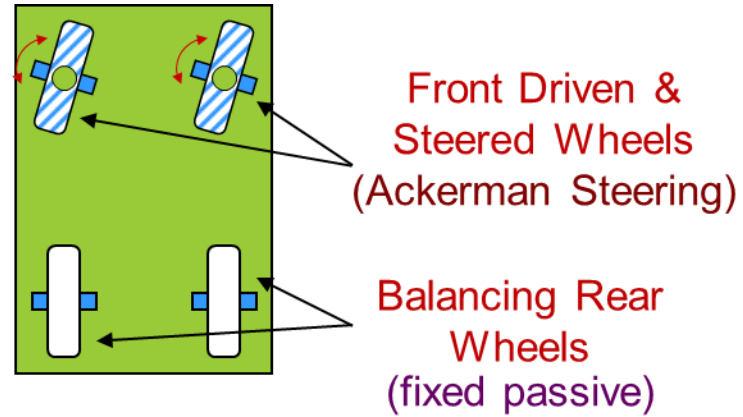 Front Driven &
Steered Wheels
(Ackerman Steering)
Balancing Rear
Wheels
(fixed passive)